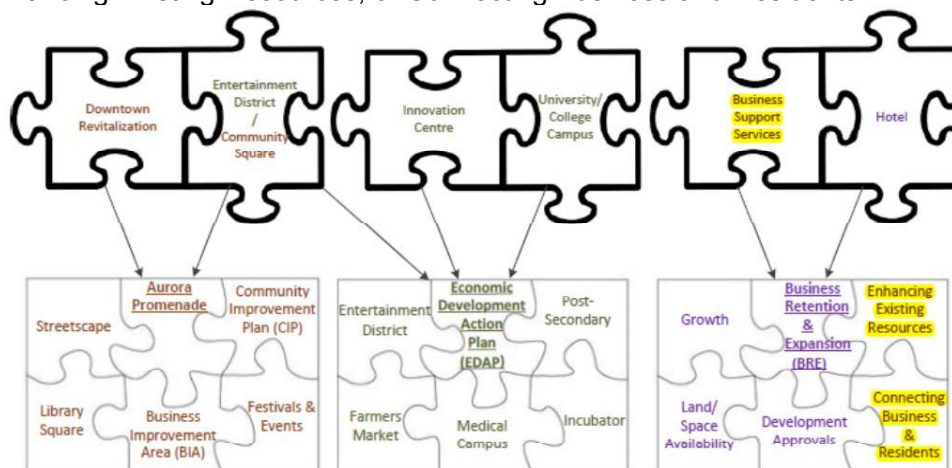 Downtown
Revitalization
Entertainment
District
/
Community
Square
Innovation
Centre
University/
College
Campus
Business
Support
Services
Hotel
Aurora
Promenade
Community
Improvement
Plan (CIP)
Streetscape
Library
Square
Business
Improvement
Area (BIA)
Festivals &
Events
Economic
Development
Action
Plan
(EDAP)
Entertainment
District
Post-
Secondary
Farmers
Market
Medical
Campus
Incubator
Business
Retention
&
Expansion
(BRE)
Growth
Enhancing
Existing
Resources
Land/
Space
Availability
Development
Approvals
Connecting
Business
&
Residents